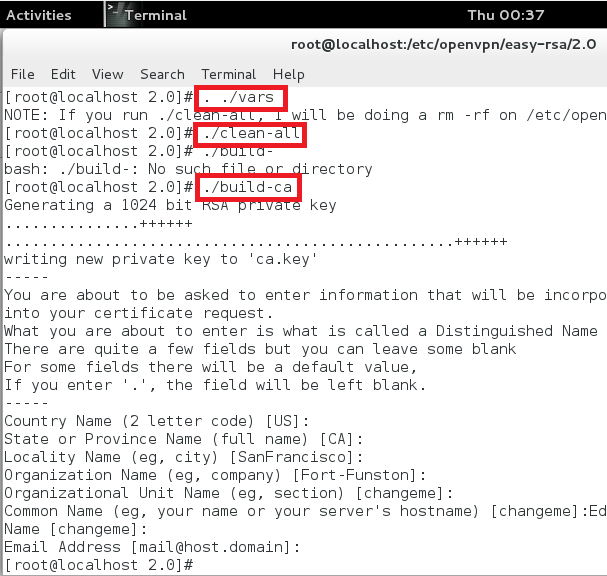 Activities Terminal Thu 00:37
root@localhost:/etc/openvpn/easy-rsa/2.0
File Edit View Search Terminal Help
[root@localhost 2.0]# . ./vars
NOTE: If you run ./clean-all, I will be doing a rm -rf on /etc/open
[root@localhost 2.0]# ./clean-all
[root@localhost 2.0]# ./build-
bash: ./build-: No such file or directory
[root@localhost 2.0]# ./build-ca
Generating a 1024 bit RSA private key
...............++++++
..................................................++++++
writing new private key to 'ca.key'
-----
You are about to be asked to enter information that will be incorpo
into your certificate request.
What you are about to enter is what is called a Distinguished Name
There are quite a few fields but you can leave some blank
For some fields there will be a default value,
If you enter '.', the field will be left blank.
-----
Country Name (2 letter code) [US]:
State or Province Name (full name) [CA]:
Locality Name (eg, city) [SanFrancisco]:
Organization Name (eg, company) [Fort-Funston]:
Organizational Unit Name (eg, section) [changeme]:
Common Name (eg, your name or your server's hostname) [changeme]:Ed
Name [changeme]:
Email Address [mail@host.domain]:
[root@localhost 2.0]#